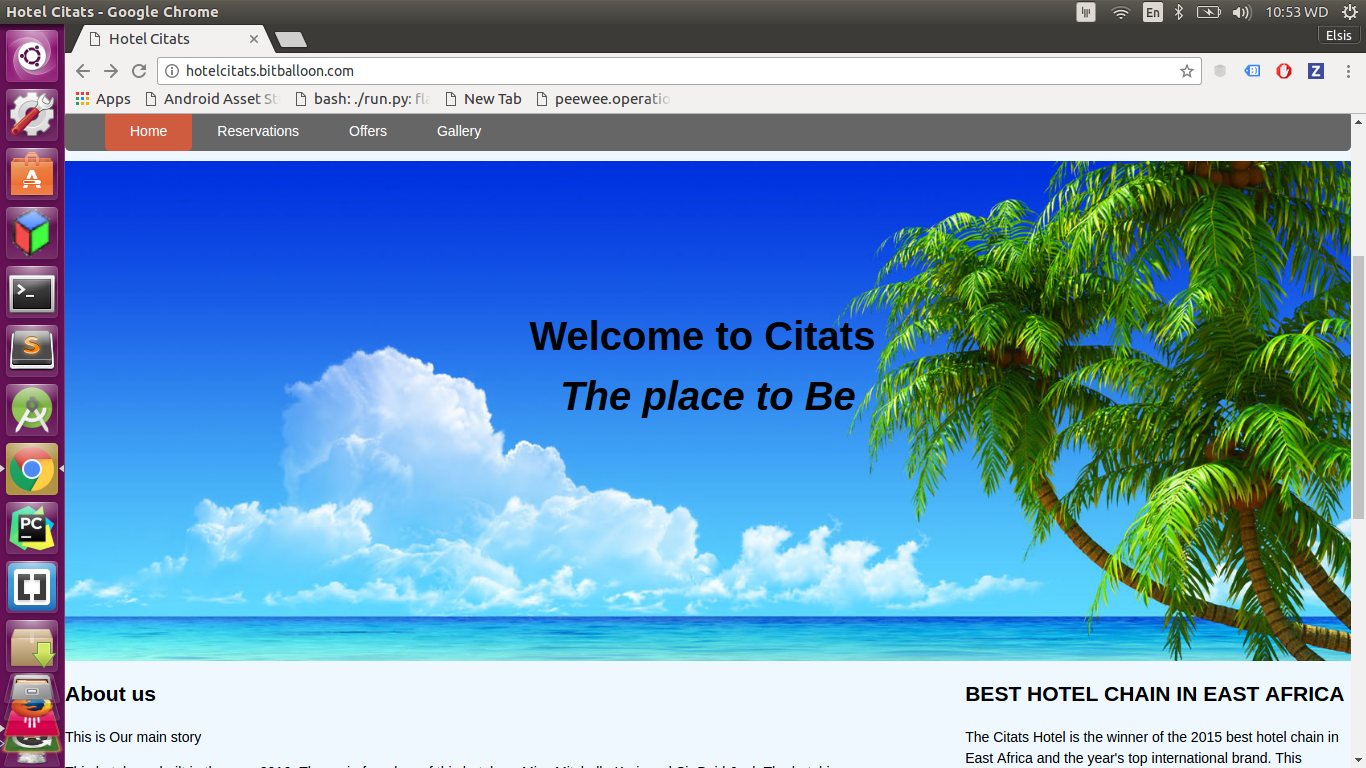 Hotel Citats - Google Chrome
En
10:53 WD
Elsis
Hotel Citats
hotelcitats.bitballoon.com
Apps
Android Asset St
bash: ./run.py: fla
New Tab
peewee.operatio
Home
Reservations
Offers
Gallery
Welcome to Citats
The place to Be
About us
This is Our main story
BEST HOTEL CHAIN IN EAST AFRICA
The Citats Hotel is the winner of the 2015 best hotel chain in
East Africa and the year's top international brand. This
PC
S
Z